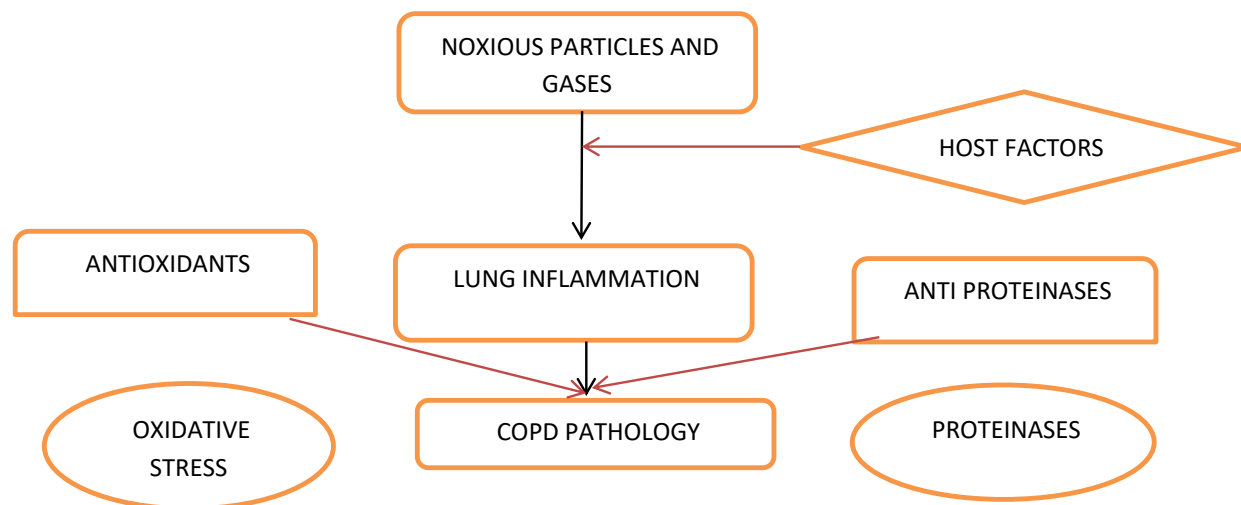 NOXIOUS PARTICLES AND
GASES
HOST FACTORS
ANTIOXIDANTS
LUNG INFLAMMATION
ANTI PROTEINASES
OXIDATIVE
STRESS
COPD PATHOLOGY
PROTEINASES